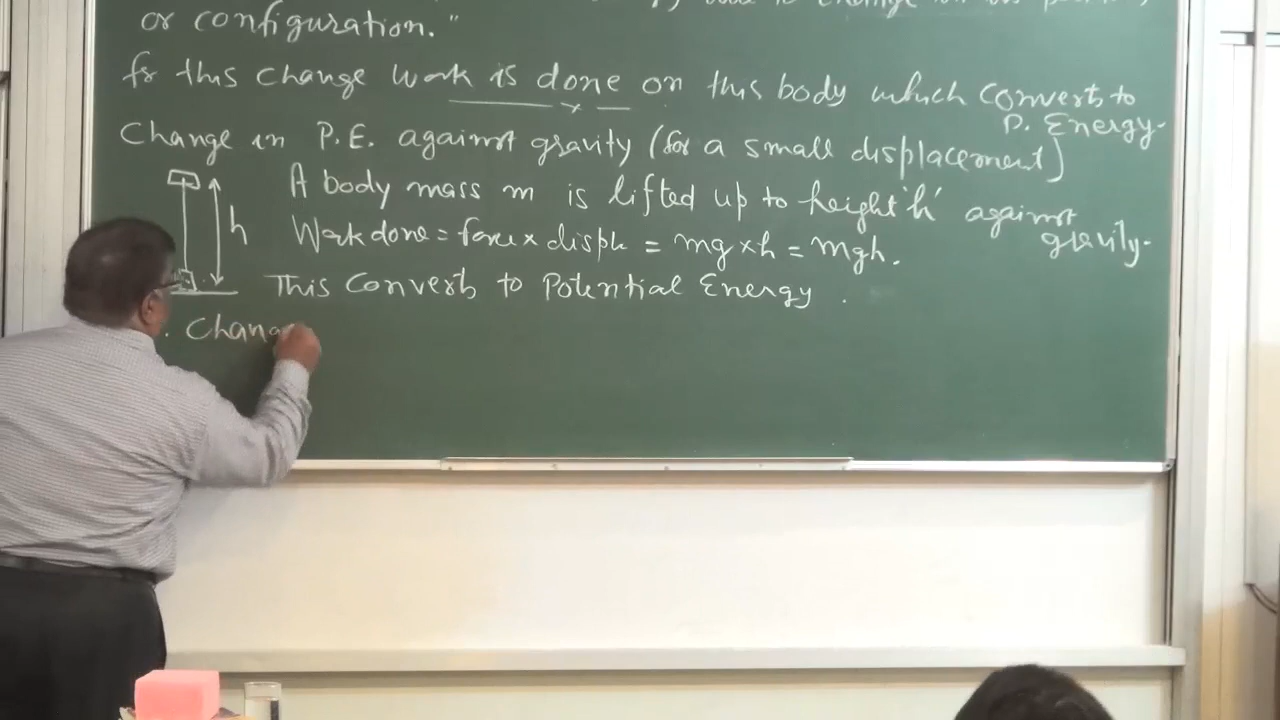 or configuration."
for this change work is done on this body which converts to
P. Energy.
Change in P.E. against gravity (for a small displacement)
A body mass m is lifted up to height 'h' against
gravity.
h
Work done = force × displ = mg × h = mgh.
This Converts to Potential Energy.
. Chang